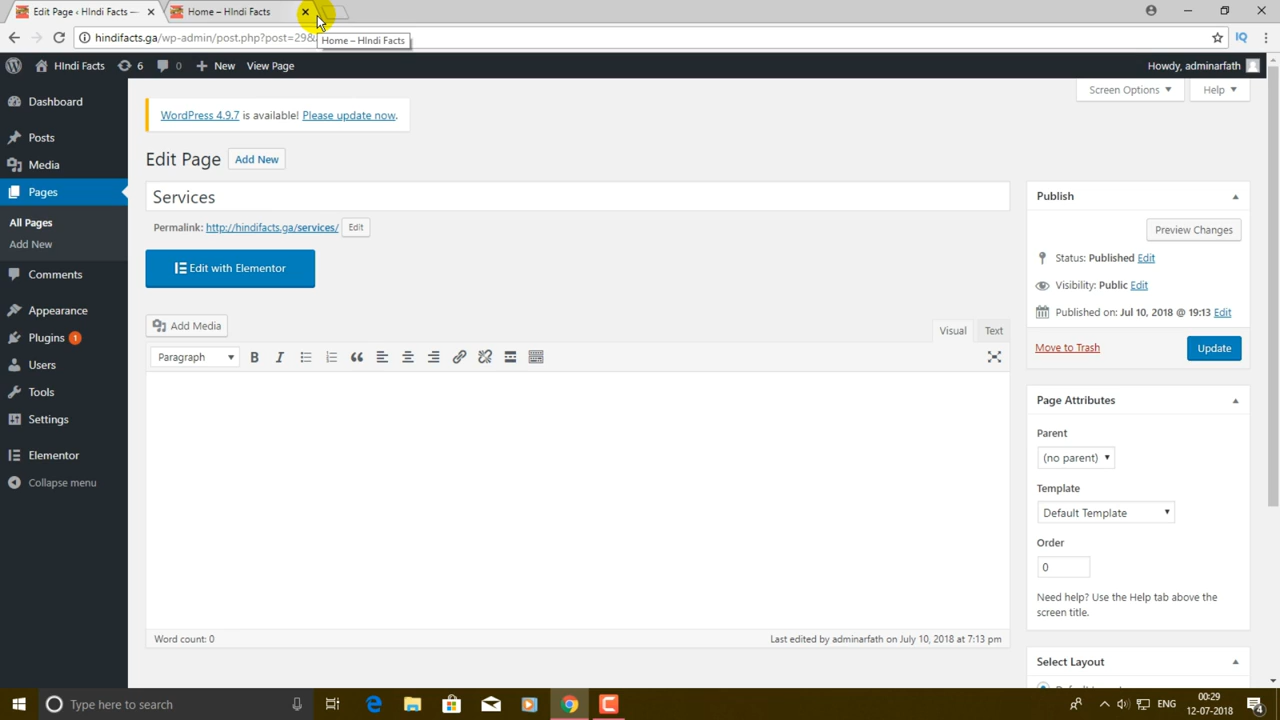 Edit Page ‹ HIndi Facts —
Home – HIndi Facts
hindifacts.ga/wp-admin/post.php?post=29&
Home – HIndi Facts
HIndi Facts
6
0
New
View Page
Howdy, adminarfath
Screen Options
Help
Dashboard
Posts
Media
Pages
All Pages
Add New
Comments
Appearance
Plugins 1
Users
Tools
Settings
Elementor
Collapse menu
WordPress 4.9.7 is available! Please update now.
Edit Page
Add New
Services
Permalink: http://hindifacts.ga/services/ Edit
Edit with Elementor
Add Media
Visual
Text
Paragraph
Word count: 0
Last edited by adminarfath on July 10, 2018 at 7:13 pm
Publish
Preview Changes
Status: Published Edit
Visibility: Public Edit
Published on: Jul 10, 2018 @ 19:13 Edit
Move to Trash
Update
Page Attributes
Parent
(no parent)
Template
Default Template
Order
0
Need help? Use the Help tab above the
screen title.
Select Layout
Type here to search
ENG
00:29
12-07-2018
4